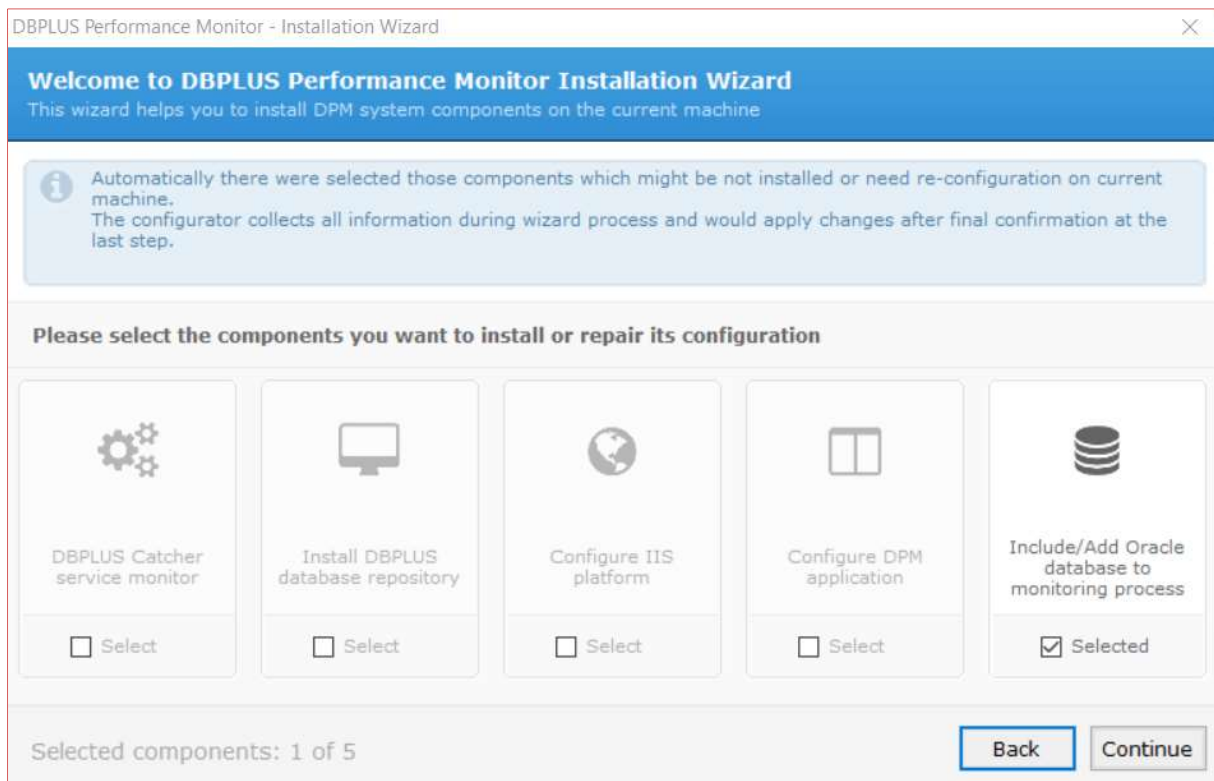 DBPLUS Performance Monitor - Installation Wizard
Welcome to DBPLUS Performance Monitor Installation Wizard
This wizard helps you to install DPM system components on the current machine
Automatically there were selected those components which might be not installed or need re-configuration on current
machine.
The configurator collects all information during wizard process and would apply changes after final confirmation at the
last step.
Please select the components you want to install or repair its configuration
DBPLUS Catcher
service monitor
Select
Install DBPLUS
database repository
Select
Configure IIS
platform
Select
Configure DPM
application
Select
Include/Add Oracle
database to
monitoring process
Selected
Selected components: 1 of 5
Back
Continue